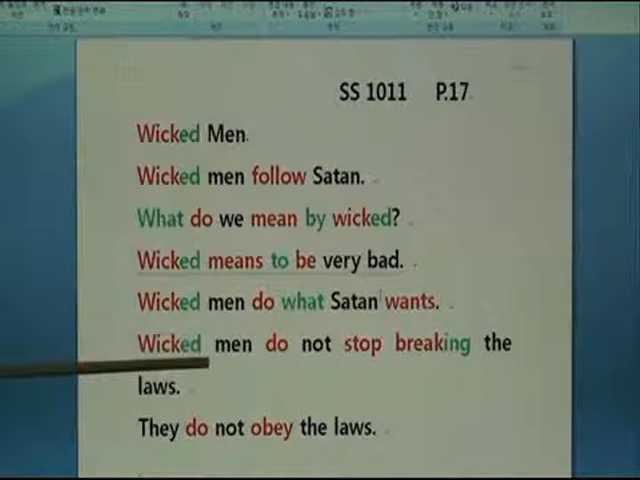 SS 1011 P.17
Wicked Men.
Wicked men follow Satan.
What do we mean by wicked?
Wicked means to be very bad.
Wicked men do what Satan wants.
Wicked men do not stop breaking the
laws.
They do not obey the laws.